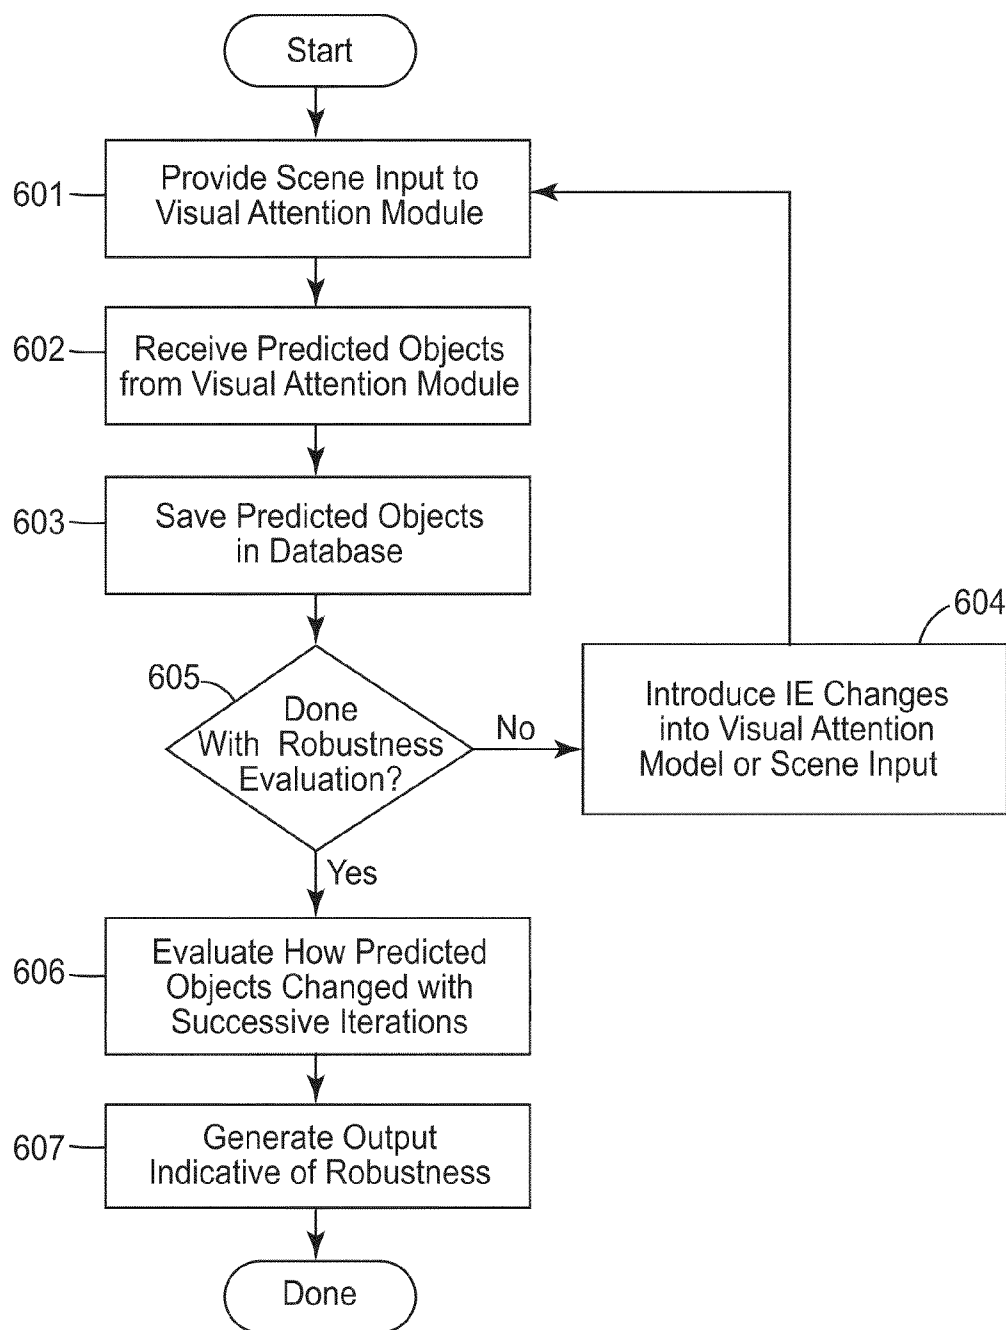 Start
601
Provide Scene Input to
Visual Attention Module
602
Receive Predicted Objects
from Visual Attention Module
603
Save Predicted Objects
in Database
604
Introduce IE Changes
into Visual Attention
Model or Scene Input
605
Done
With Robustness
Evaluation?
No
Yes
606
Evaluate How Predicted
Objects Changed with
Successive Iterations
607
Generate Output
Indicative of Robustness
Done